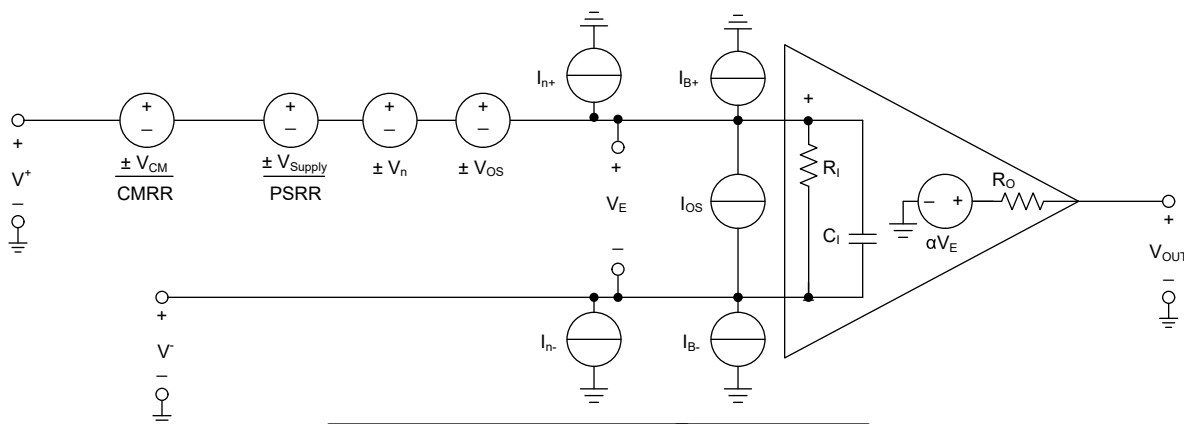 I_n+
I_B+
+ + + + +
– – – –
± V_CM
CMRR
± V_Supply
PSRR
± V_n
± V_OS
+
V⁺
–
+
V_E
–
I_OS
R_I
C_I
– +
αV_E
R_O
+
V_OUT
–
+
V⁻
–
I_n-
I_B-